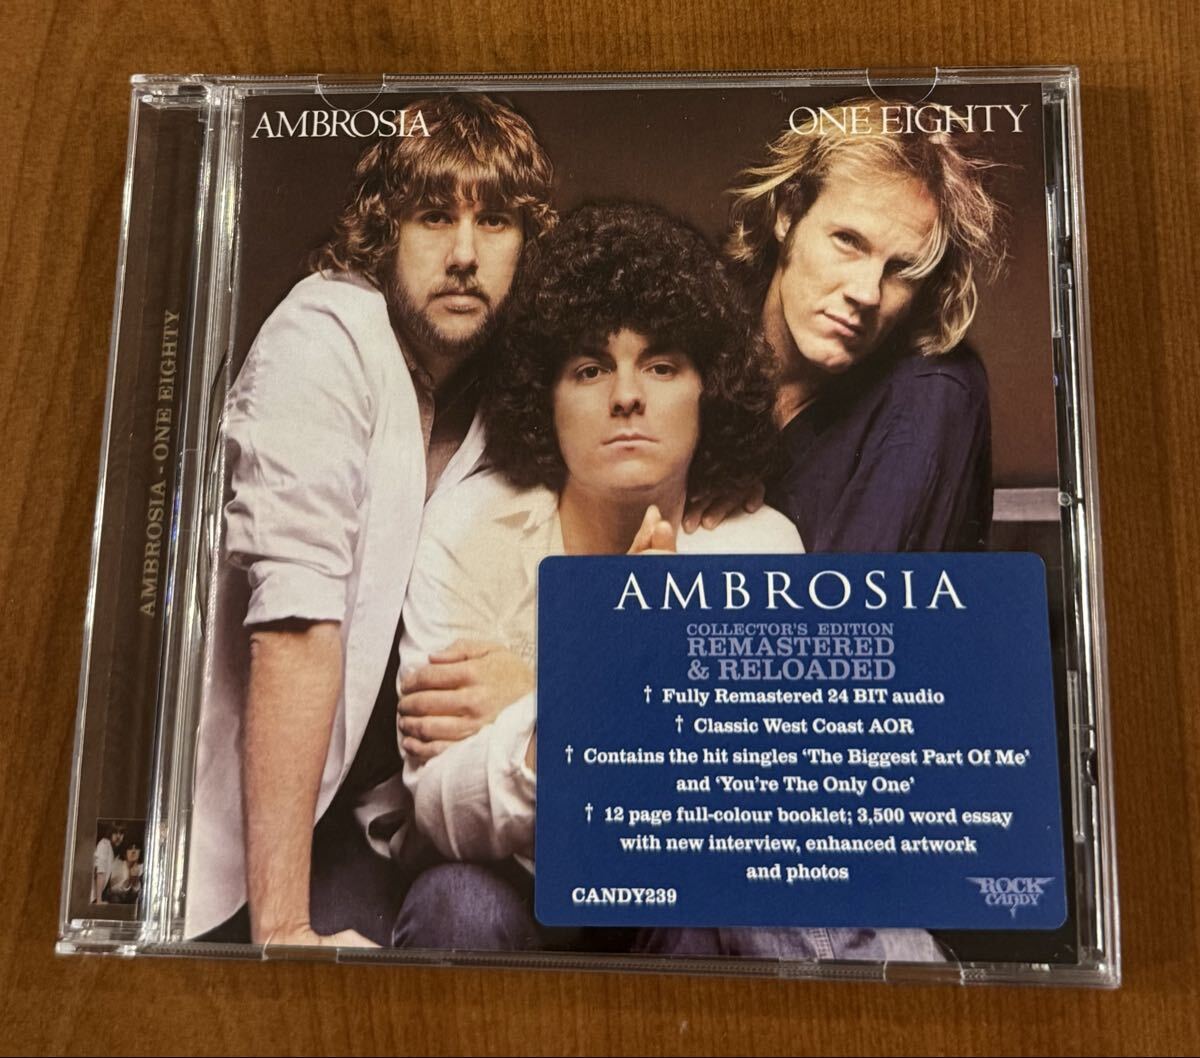 AMBROSIA
ONE EIGHTY
AMBROSIA - ONE EIGHTY
AMBROSIA
COLLECTOR'S EDITION
REMASTERED
& RELOADED
† Fully Remastered 24 BIT audio
† Classic West Coast AOR
† Contains the hit singles ‘The Biggest Part Of Me’
and ‘You're The Only One’
† 12 page full-colour booklet; 3,500 word essay
with new interview, enhanced artwork
and photos
CANDY239
ROCK
CANDY